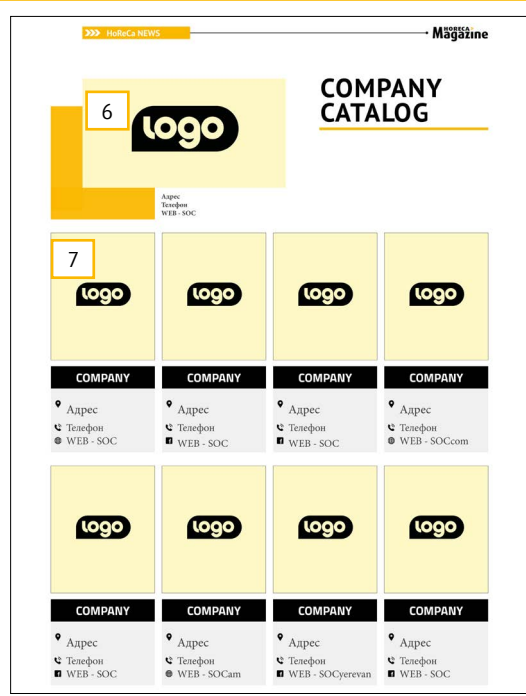 HoReCa NEWS
HORECA
Magazine
COMPANY
CATALOG
6
logo
Адрес
Телефон
WEB - SOC
7
logo logo logo logo
COMPANY COMPANY COMPANY COMPANY
Адрес Адрес Адрес Адрес
Телефон Телефон Телефон Телефон
WEB - SOC WEB - SOC WEB - SOC WEB - SOCcom
logo logo logo logo
COMPANY COMPANY COMPANY COMPANY
Адрес Адрес Адрес Адрес
Телефон Телефон Телефон Телефон
WEB - SOC WEB - SOCam WEB - SOCyerevan WEB - SOC